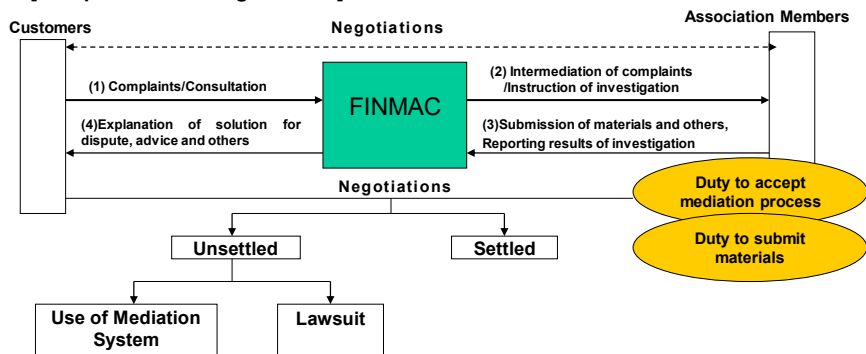 Customers
Negotiations
Association Members
(1) Complaints/Consultation
FINMAC
(2) Intermediation of complaints
/Instruction of investigation
(4)Explanation of solution for
dispute, advice and others
(3)Submission of materials and others,
Reporting results of investigation
Negotiations
Duty to accept
mediation process
Duty to submit
materials
Unsettled
Settled
Use of Mediation
System
Lawsuit